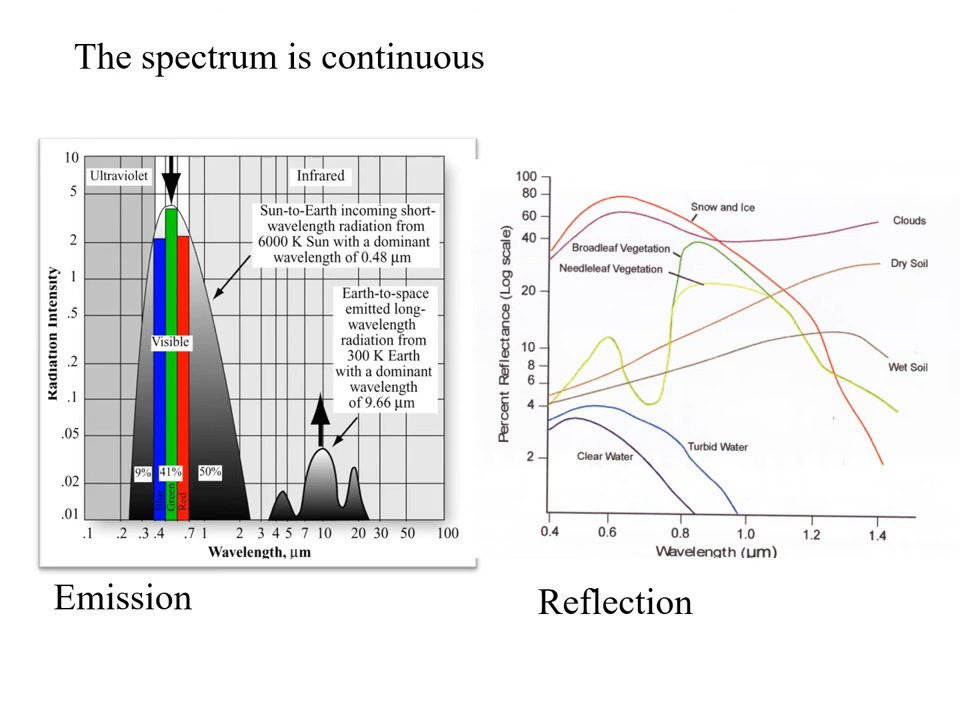 The spectrum is continuous
10
5
2
1
.5
.2
.1
.05
.02
.01
Radiation Intensity
Ultraviolet
Infrared
Sun-to-Earth incoming short-
wavelength radiation from
6000 K Sun with a dominant
wavelength of 0.48 µm
Earth-to-space
emitted long-
wavelength
radiation from
300 K Earth
with a dominant
wavelength
of 9.66 µm
Visible
9%
41%
50%
Blue
Green
Red
.1 .2 .3 .4 .7 1 2 3 4 5 7 10 20 30 50 100
Wavelength, µm
Emission
100
80
60
40
20
10
8
6
4
2
Percent Reflectance (Log scale)
Snow and Ice
Clouds
Broadleaf Vegetation
Needleleaf Vegetation
Dry Soil
Wet Soil
Turbid Water
Clear Water
0.4 0.6 0.8 1.0 1.2 1.4
Wavelength (µm)
Reflection